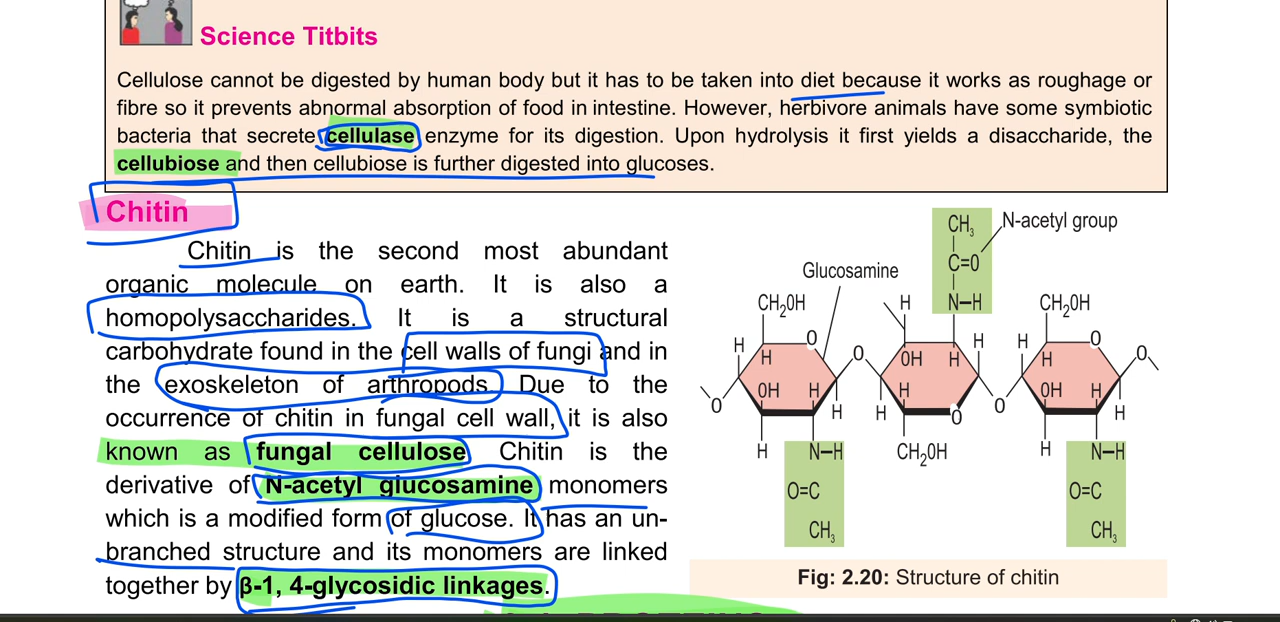 Science Titbits
Cellulose cannot be digested by human body but it has to be taken into diet because it works as roughage or
fibre so it prevents abnormal absorption of food in intestine. However, herbivore animals have some symbiotic
bacteria that secrete cellulase enzyme for its digestion. Upon hydrolysis it first yields a disaccharide, the
cellubiose and then cellubiose is further digested into glucoses.
Chitin
Chitin is the second most abundant
organic molecule on earth. It is also a
homopolysaccharides. It is a structural
carbohydrate found in the cell walls of fungi and in
the exoskeleton of arthropods. Due to the
occurrence of chitin in fungal cell wall, it is also
known as fungal cellulose. Chitin is the
derivative of N-acetyl glucosamine monomers
which is a modified form of glucose. It has an un-
branched structure and its monomers are linked
together by β-1, 4-glycosidic linkages.
CH₃ N-acetyl group
C=O
Glucosamine
CH₂OH H N–H CH₂OH
H O H H O
H O OH H H O
OH H H OH H
O H H O O H
H N–H CH₂OH H N–H
O=C O=C
CH₃ CH₃
Fig: 2.20: Structure of chitin